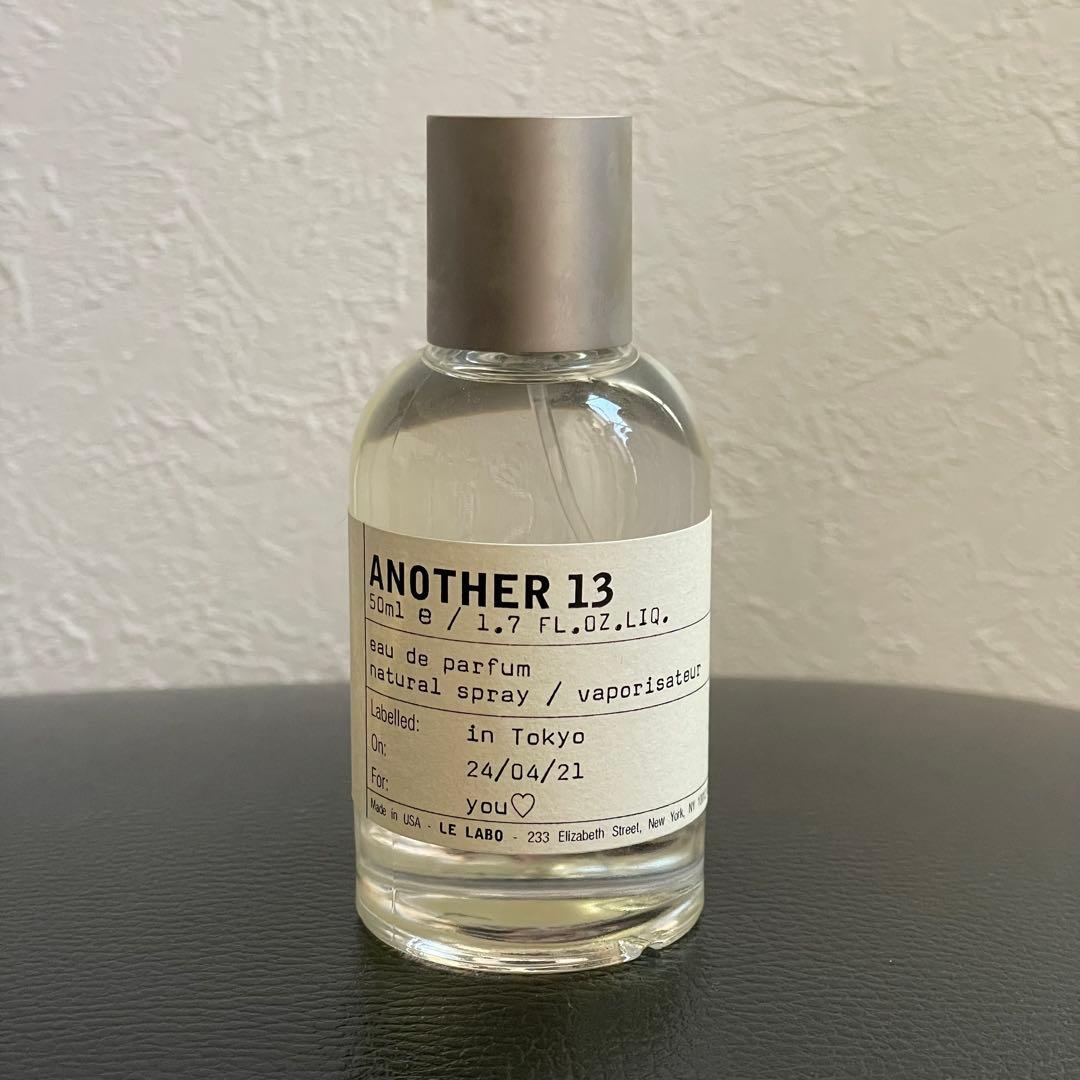 ANOTHER 13
50ml e / 1.7 FL.OZ.LIQ.
eau de parfum
natural spray / vaporisateur
Labelled: in Tokyo
On: 24/04/21
For: you♡
Made in USA - LE LABO - 233 Elizabeth Street, New York, NY